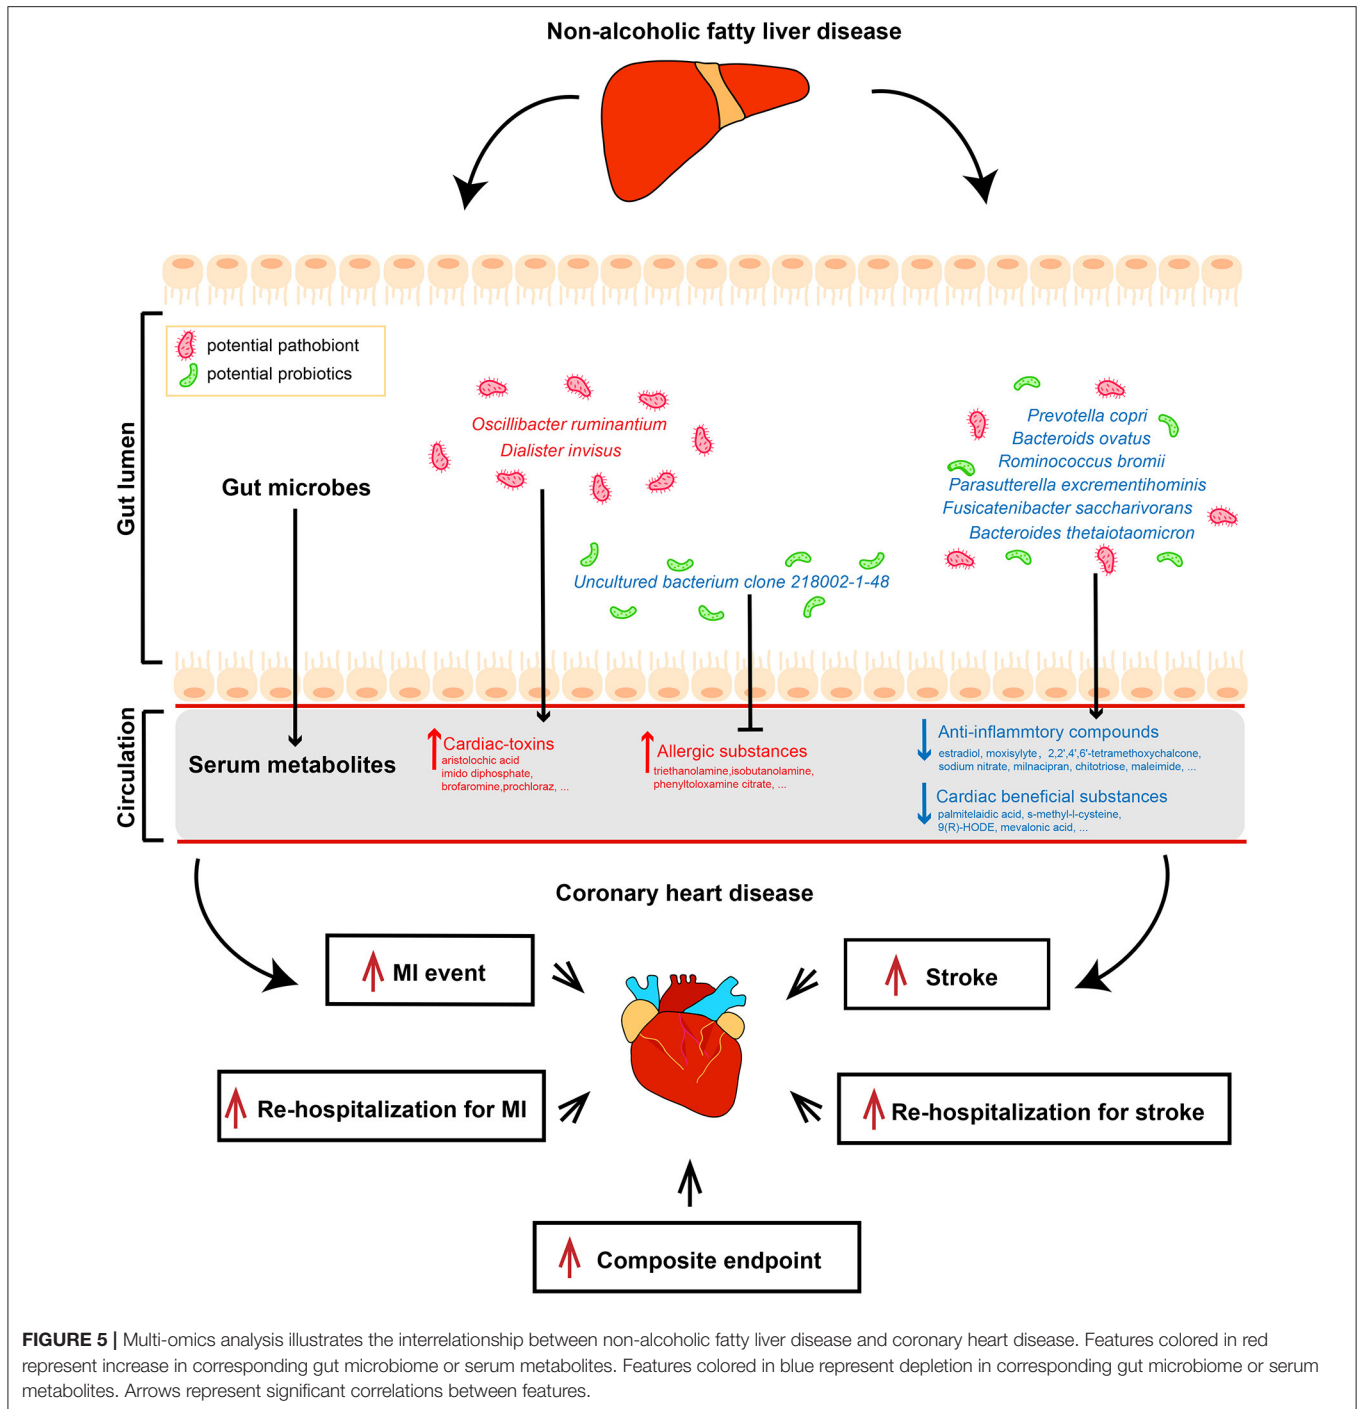 Non-alcoholic fatty liver disease
Gut lumen
potential pathobiont
potential probiotics
Gut microbes
Oscillibacter ruminantium
Dialister invisus
Uncultured bacterium clone 218002-1-48
Prevotella copri
Bacteroids ovatus
Rominococcus bromii
Parasutterella excrementihominis
Fusicatenibacter saccharivorans
Bacteroides thetaiotaomicron
Circulation
Serum metabolites
Cardiac-toxins
aristolochic acid
imido diphosphate,
brofaromine,prochloraz, ...
Allergic substances
triethanolamine,isobutanolamine,
phenyltoloxamine citrate, ...
Anti-inflammtory compounds
estradiol, moxisylyte, 2,2',4',6'-tetramethoxychalcone,
sodium nitrate, milnacipran, chitotriose, maleimide, ...
Cardiac beneficial substances
palmitelaidic acid, s-methyl-l-cysteine,
9(R)-HODE, mevalonic acid, ...
Coronary heart disease
MI event
Stroke
Re-hospitalization for MI
Re-hospitalization for stroke
Composite endpoint
FIGURE 5 | Multi-omics analysis illustrates the interrelationship between non-alcoholic fatty liver disease and coronary heart disease. Features colored in red
represent increase in corresponding gut microbiome or serum metabolites. Features colored in blue represent depletion in corresponding gut microbiome or serum
metabolites. Arrows represent significant correlations between features.